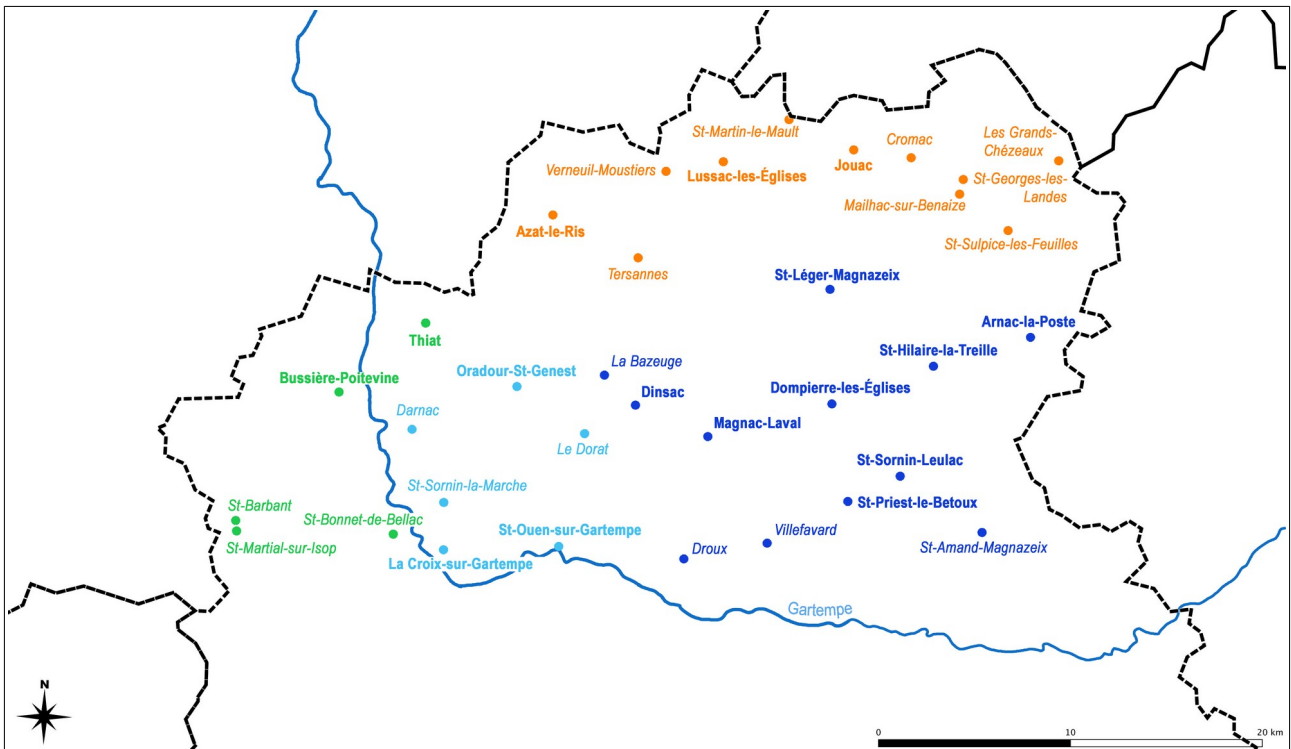 St-Martin-le-Mault
Cromac
Les Grands-
Chézeaux
Verneuil-Moustiers
Lussac-les-Églises
Jouac
St-Georges-les-
Landes
Mailhac-sur-Benaize
Azat-le-Ris
St-Sulpice-les-Feuilles
Tersannes
St-Léger-Magnazeix
Arnac-la-Poste
Thiat
St-Hilaire-la-Treille
La Bazeuge
Oradour-St-Genest
Bussière-Poitevine
Dinsac
Dompierre-les-Églises
Darnac
Magnac-Laval
Le Dorat
St-Sornin-Leulac
St-Sornin-la-Marche
St-Priest-le-Betoux
St-Barbant
St-Bonnet-de-Bellac
St-Ouen-sur-Gartempe
Villefavard
St-Martial-sur-Isop
Droux
St-Amand-Magnazeix
La Croix-sur-Gartempe
Gartempe
N
0 10 20 km